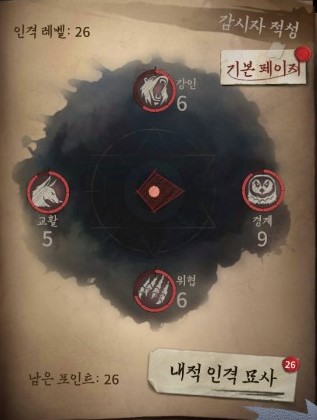 인격 레벨: 26
감시자 적성
기본 페이지
강인
6
교활
5
경계
9
위협
6
26
내적 인격 묘사
남은 포인트: 26